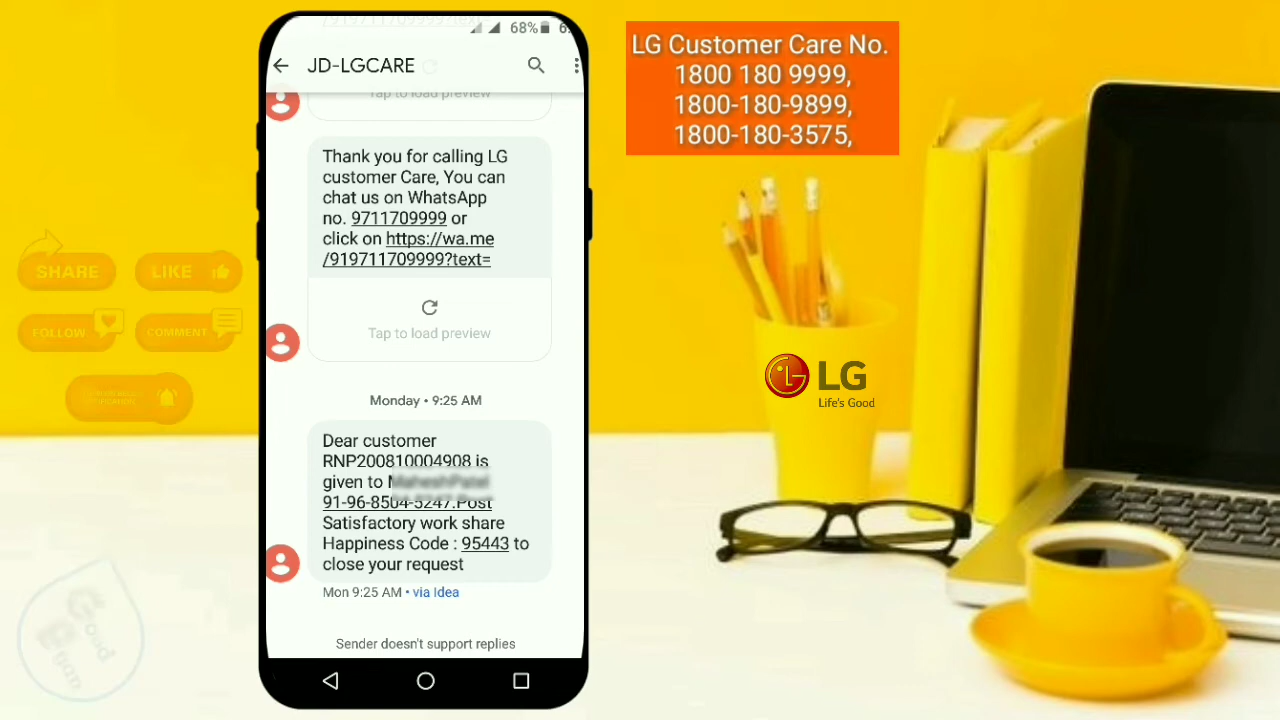 68%
JD-LGCARE
Tap to load preview
Thank you for calling LG
customer Care, You can
chat us on WhatsApp
no. 9711709999 or
click on https://wa.me
/919711709999?text=
Tap to load preview
Monday • 9:25 AM
Dear customer
RNP200810004908 is
given to
Satisfactory work share
Happiness Code : 95443 to
close your request
Mon 9:25 AM • via Idea
Sender doesn't support replies
LG Customer Care No.
1800 180 9999,
1800-180-9899,
1800-180-3575,
LG
Life's Good
SHARE
LIKE
FOLLOW
COMMENT
Good